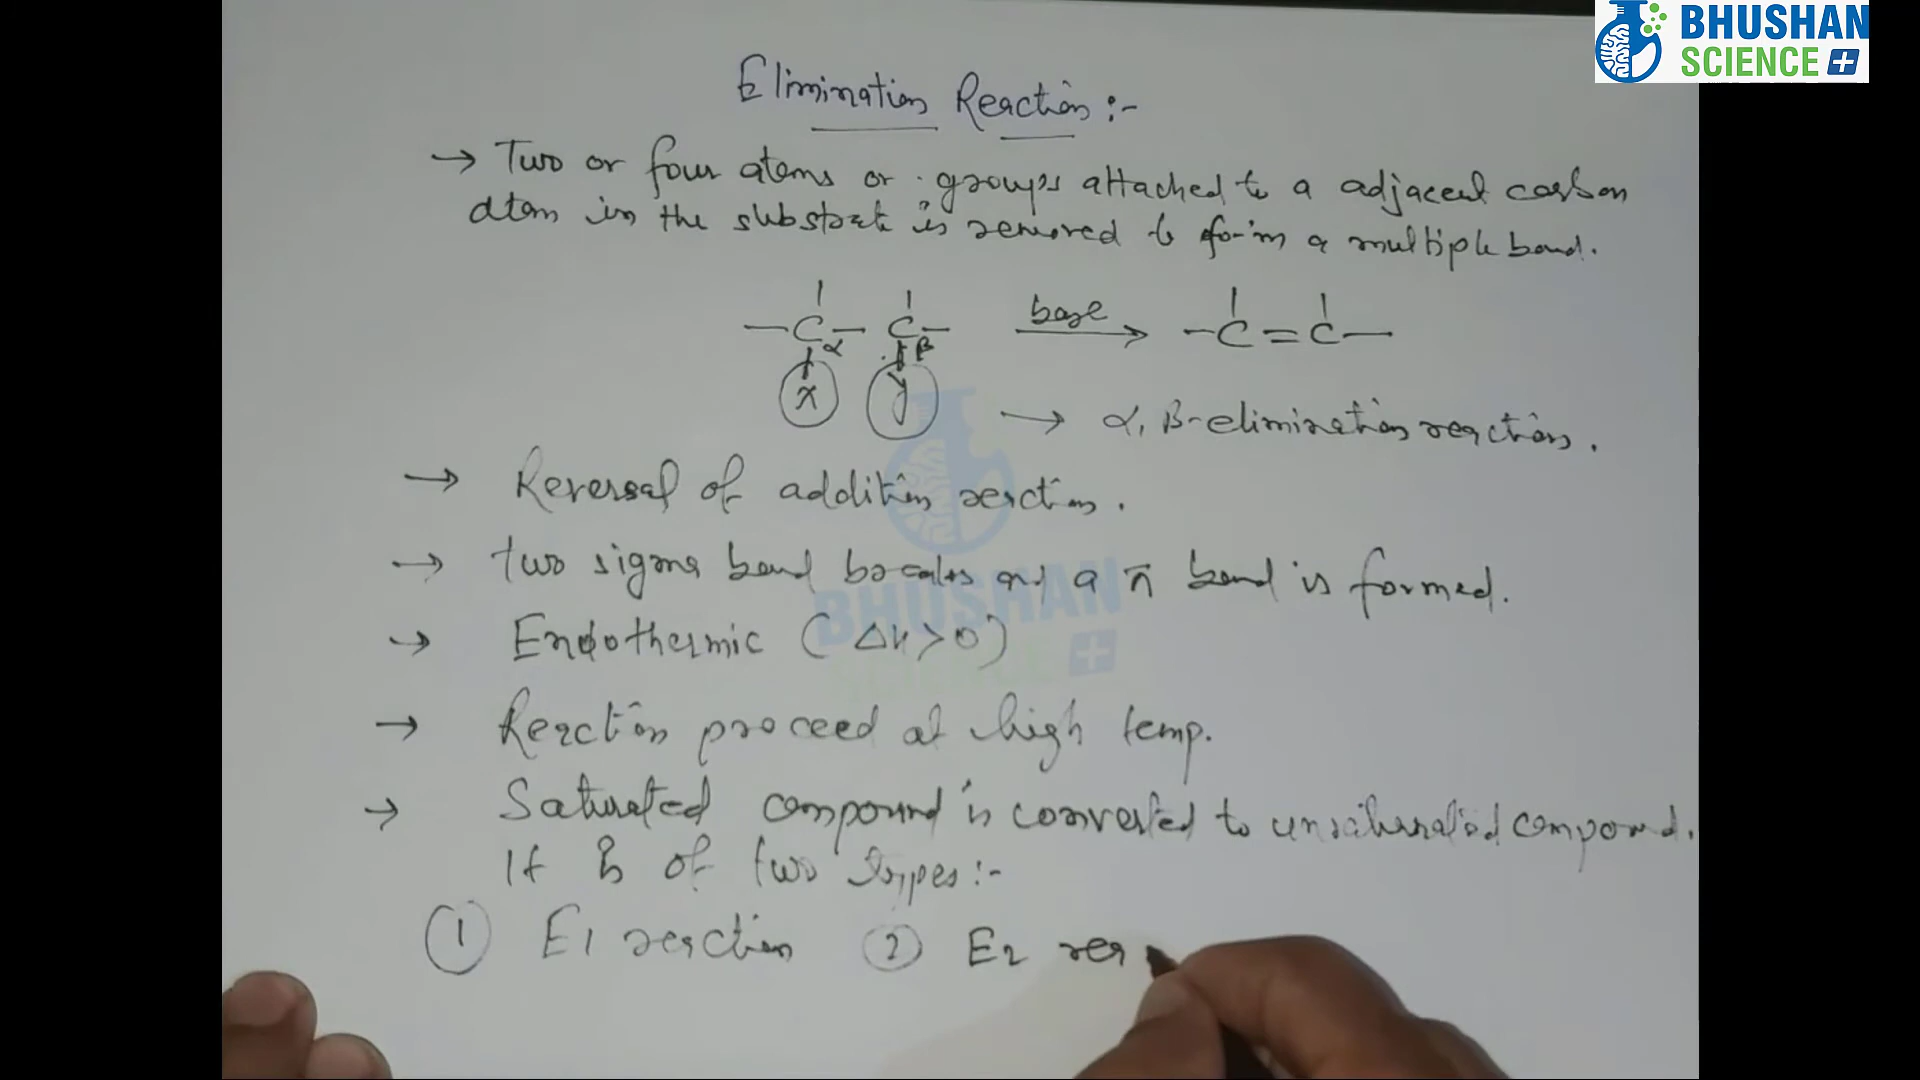 BHUSHAN
SCIENCE +
Elimination Reaction :-
→ Two or four atoms or groups attached to a adjacent carbon
atom in the substrate is removed to form a multiple bond.
base
-C-C- → -C=C-
α β
x y
→ α, β-elimination reaction.
→ Reversal of addition reaction.
→ two sigma bond breaks and a π bond is formed.
→ Endothermic (ΔH>0)
→ Reaction proceed at high temp.
→ Saturated compound is converted to unsaturated compound.
It is of two types:-
① E1 reaction ② E2 rea
BHUSHAN
SCIENCE +